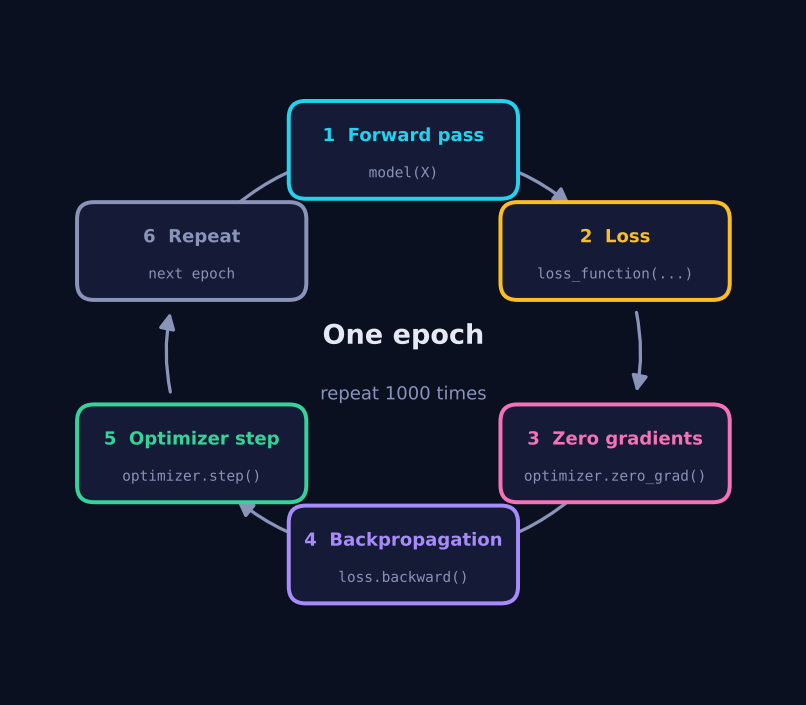 1  Forward pass
model(X)
2  Loss
loss_function(...)
3  Zero gradients
optimizer.zero_grad()
4  Backpropagation
loss.backward()
5  Optimizer step
optimizer.step()
6  Repeat
next epoch
One epoch
repeat 1000 times